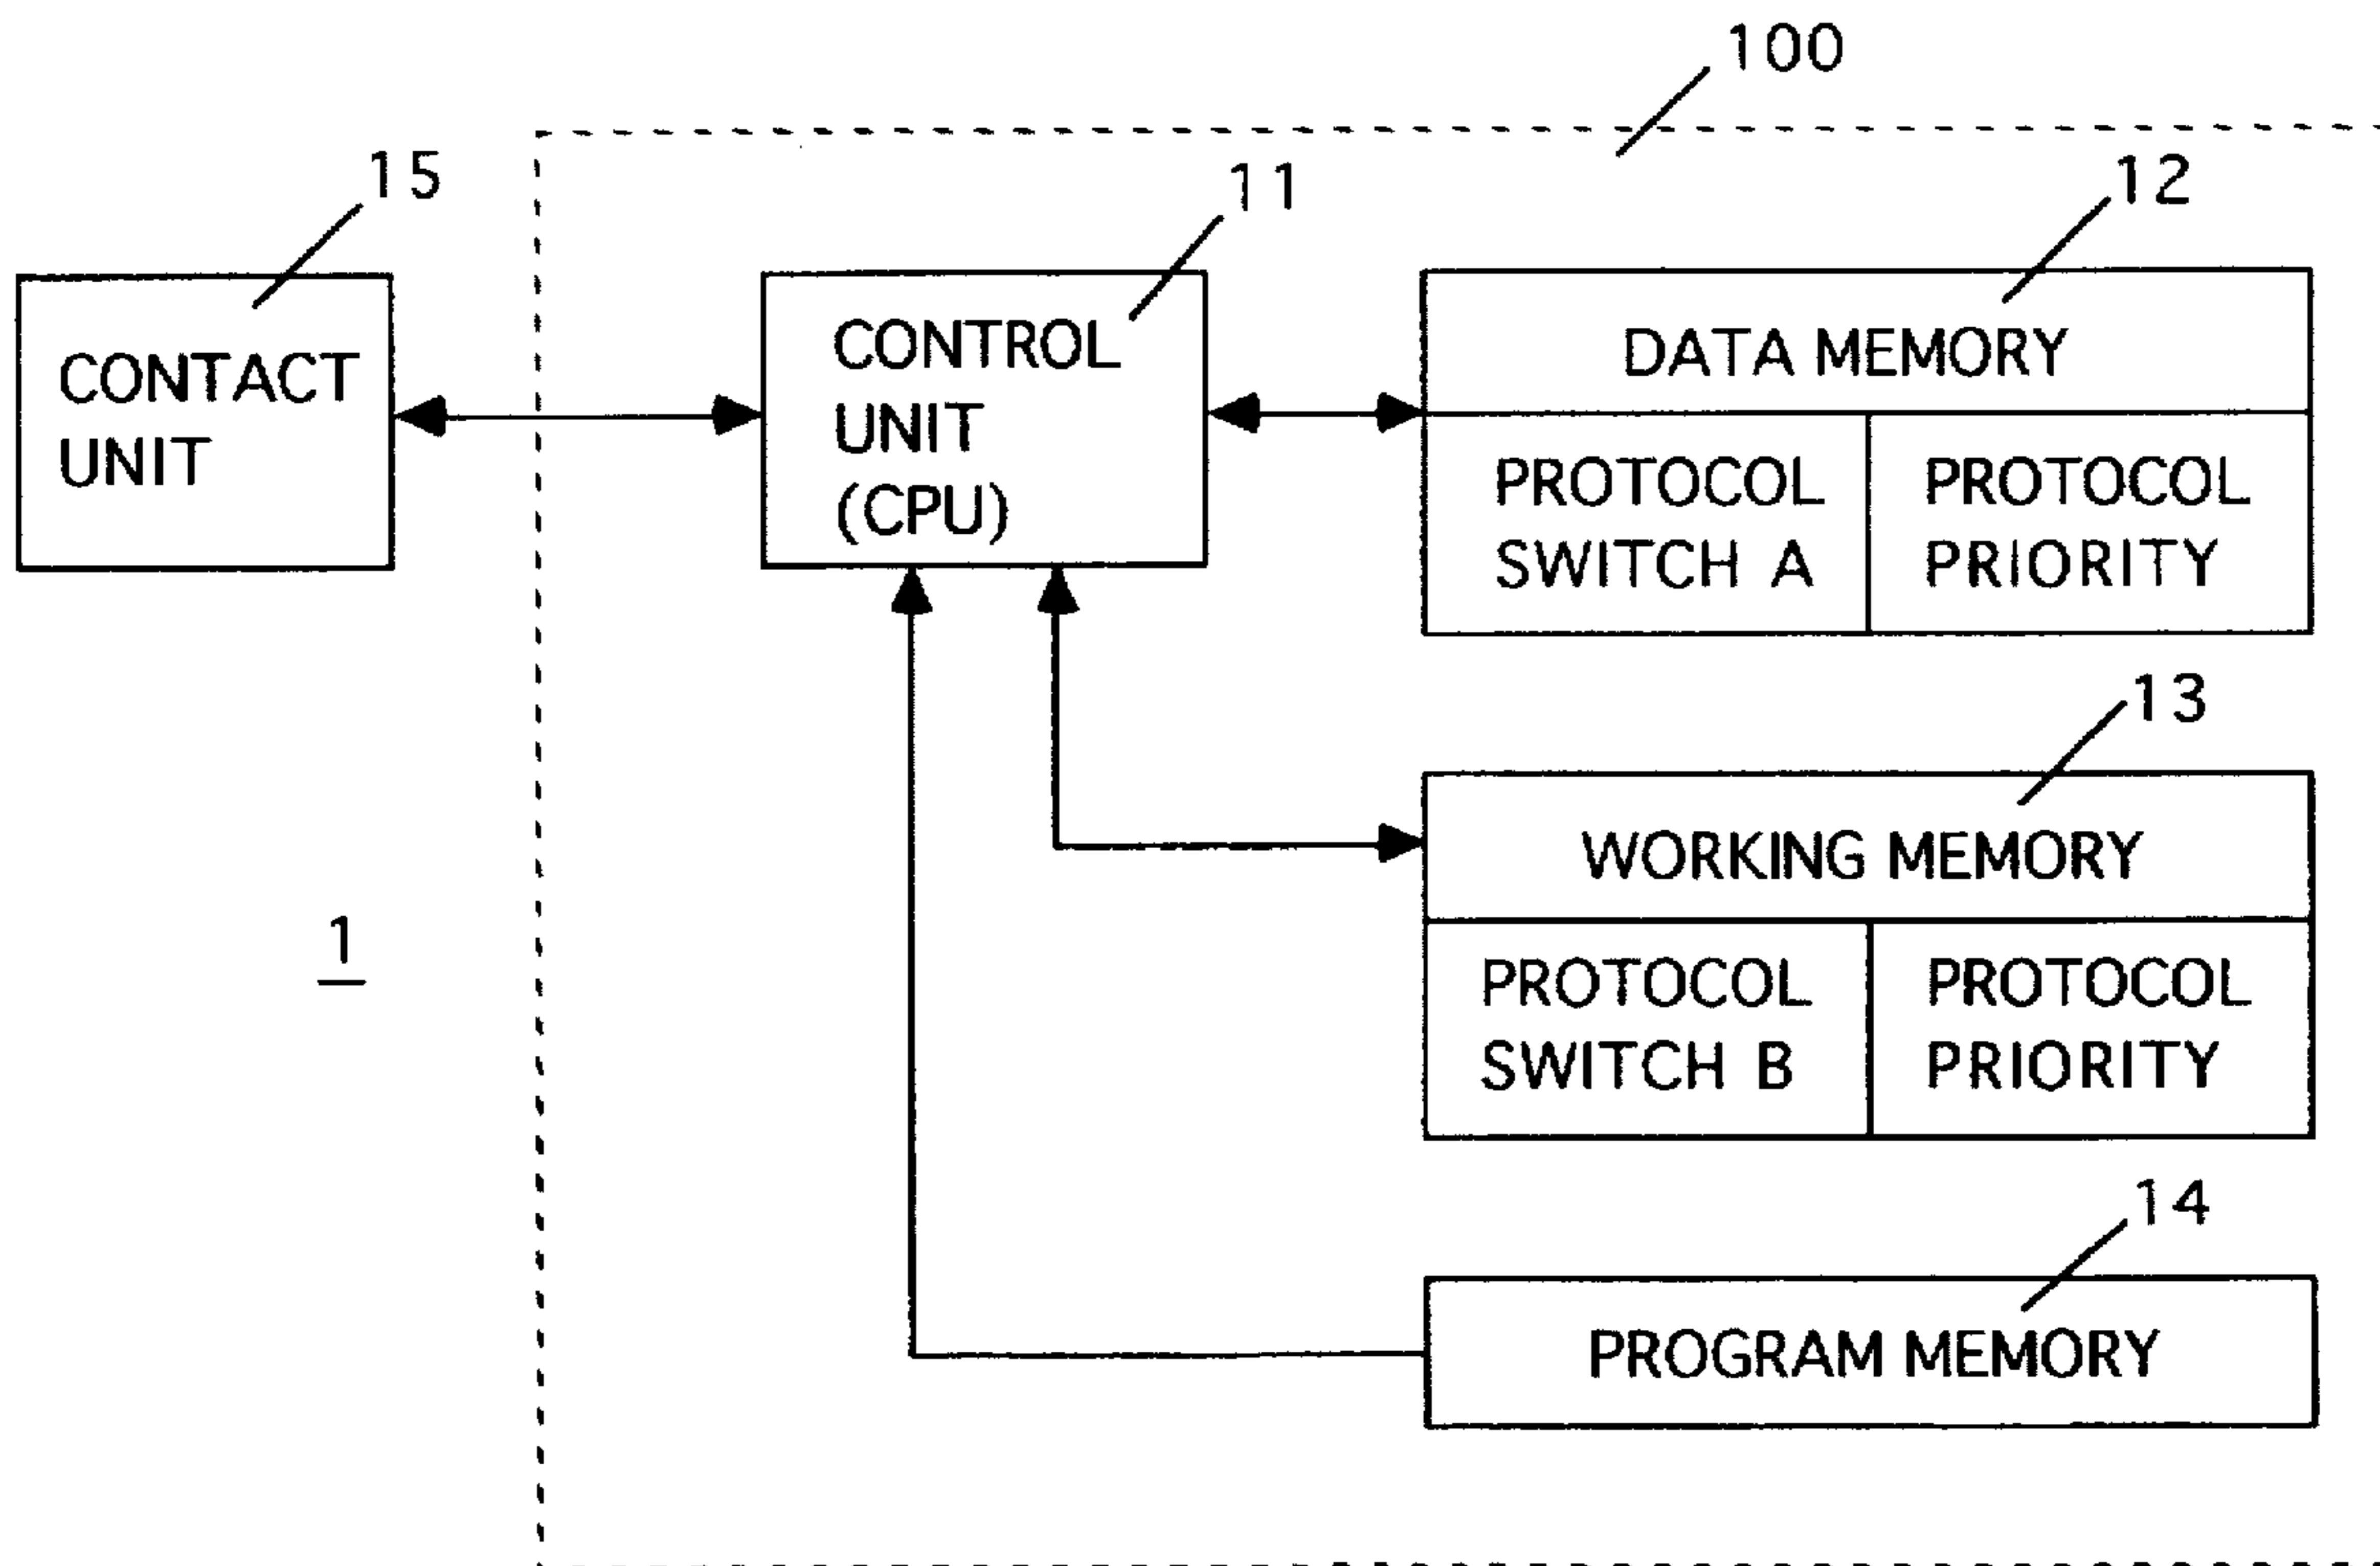 100
15
11
12
CONTACT
UNIT
CONTROL
UNIT
(CPU)
DATA MEMORY
PROTOCOL
SWITCH A
PROTOCOL
PRIORITY
13
WORKING MEMORY
PROTOCOL
SWITCH B
PROTOCOL
PRIORITY
1
14
PROGRAM MEMORY